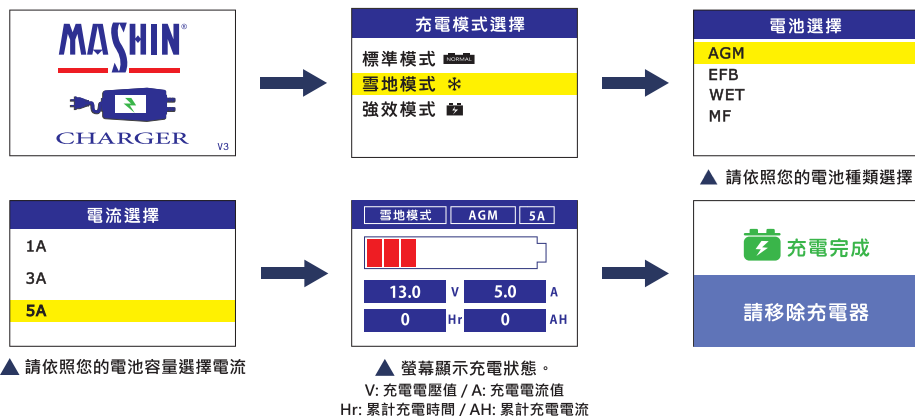 MASHIN®
CHARGER
V3
充電模式選擇
標準模式 NORMAL
雪地模式
強效模式
電池選擇
AGM
EFB
WET
MF
▲ 請依照您的電池種類選擇
電流選擇
1A
3A
5A
▲ 請依照您的電池容量選擇電流
雪地模式 AGM 5A
13.0 V 5.0 A
0 Hr 0 AH
▲ 螢幕顯示充電狀態。
V: 充電電壓值 / A: 充電電流值
Hr: 累計充電時間 / AH: 累計充電電流
充電完成
請移除充電器